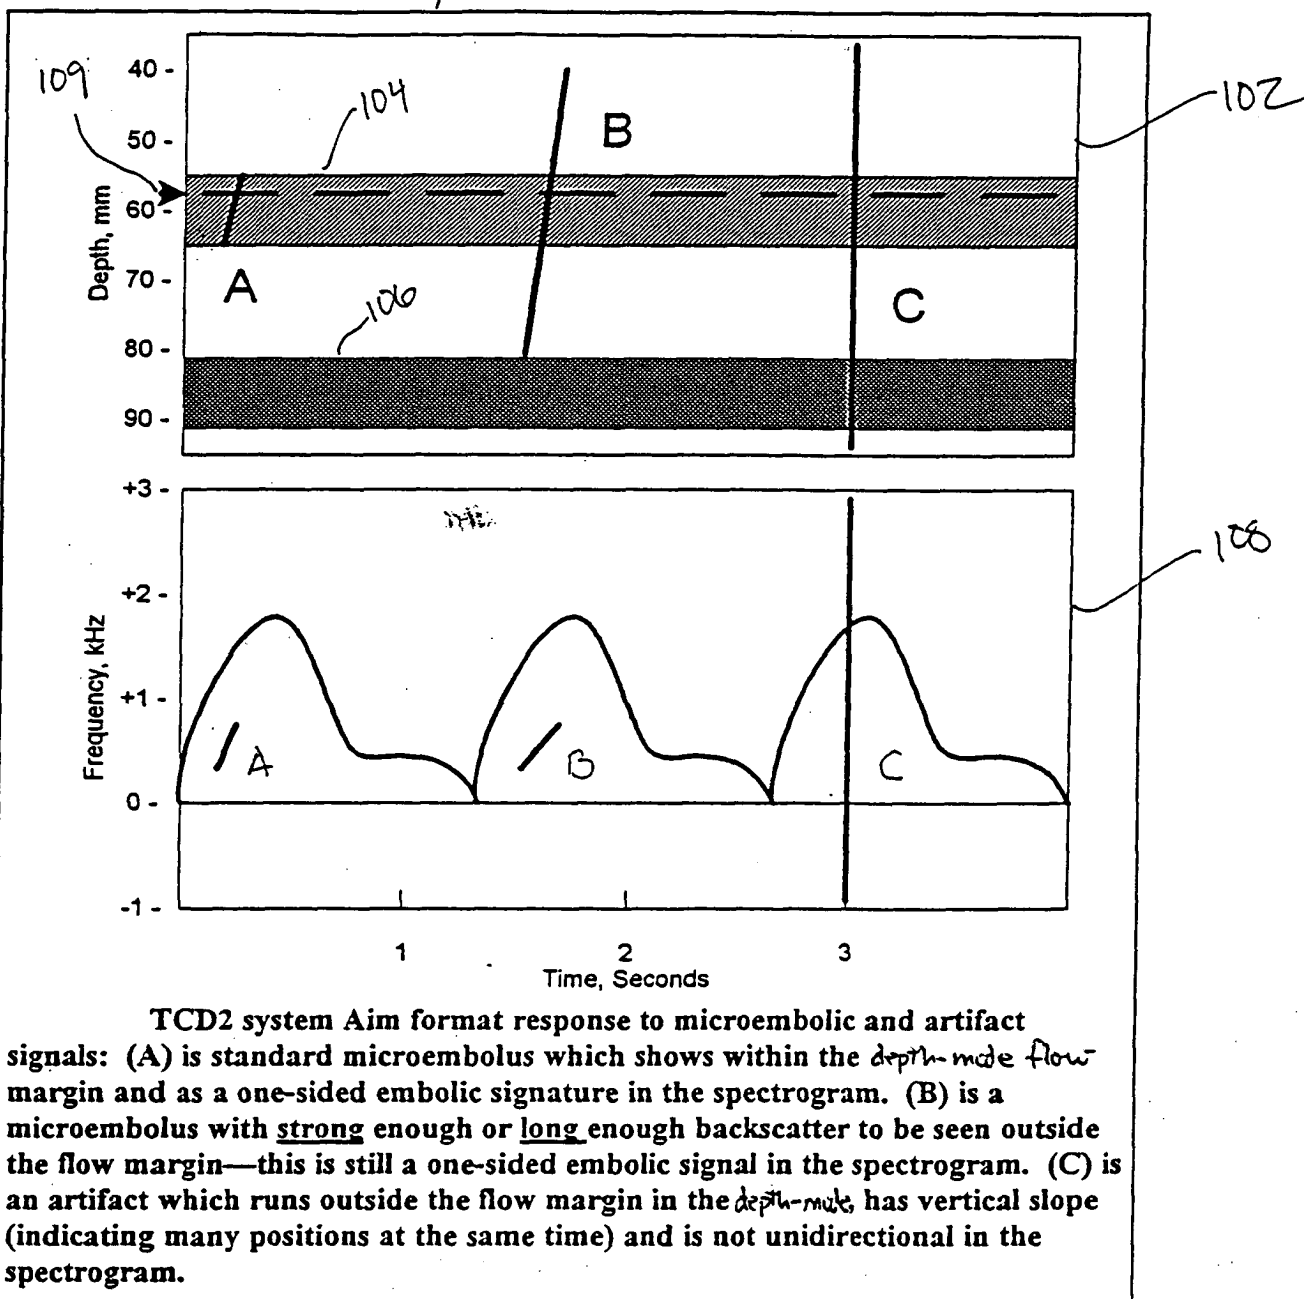 109
104
102
40 -
50 -
B
60 -
Depth, mm
70 -
A
106
C
80 -
90 -
+3 -
108
+2 -
Frequency, kHz
+1 -
A
B
C
0 -
-1 -
1
2
3
Time, Seconds
TCD2 system Aim format response to microembolic and artifact
signals: (A) is standard microembolus which shows within the depth-mode flow
margin and as a one-sided embolic signature in the spectrogram. (B) is a
microembolus with strong enough or long enough backscatter to be seen outside
the flow margin—this is still a one-sided embolic signal in the spectrogram. (C) is
an artifact which runs outside the flow margin in the depth-mode, has vertical slope
(indicating many positions at the same time) and is not unidirectional in the
spectrogram.